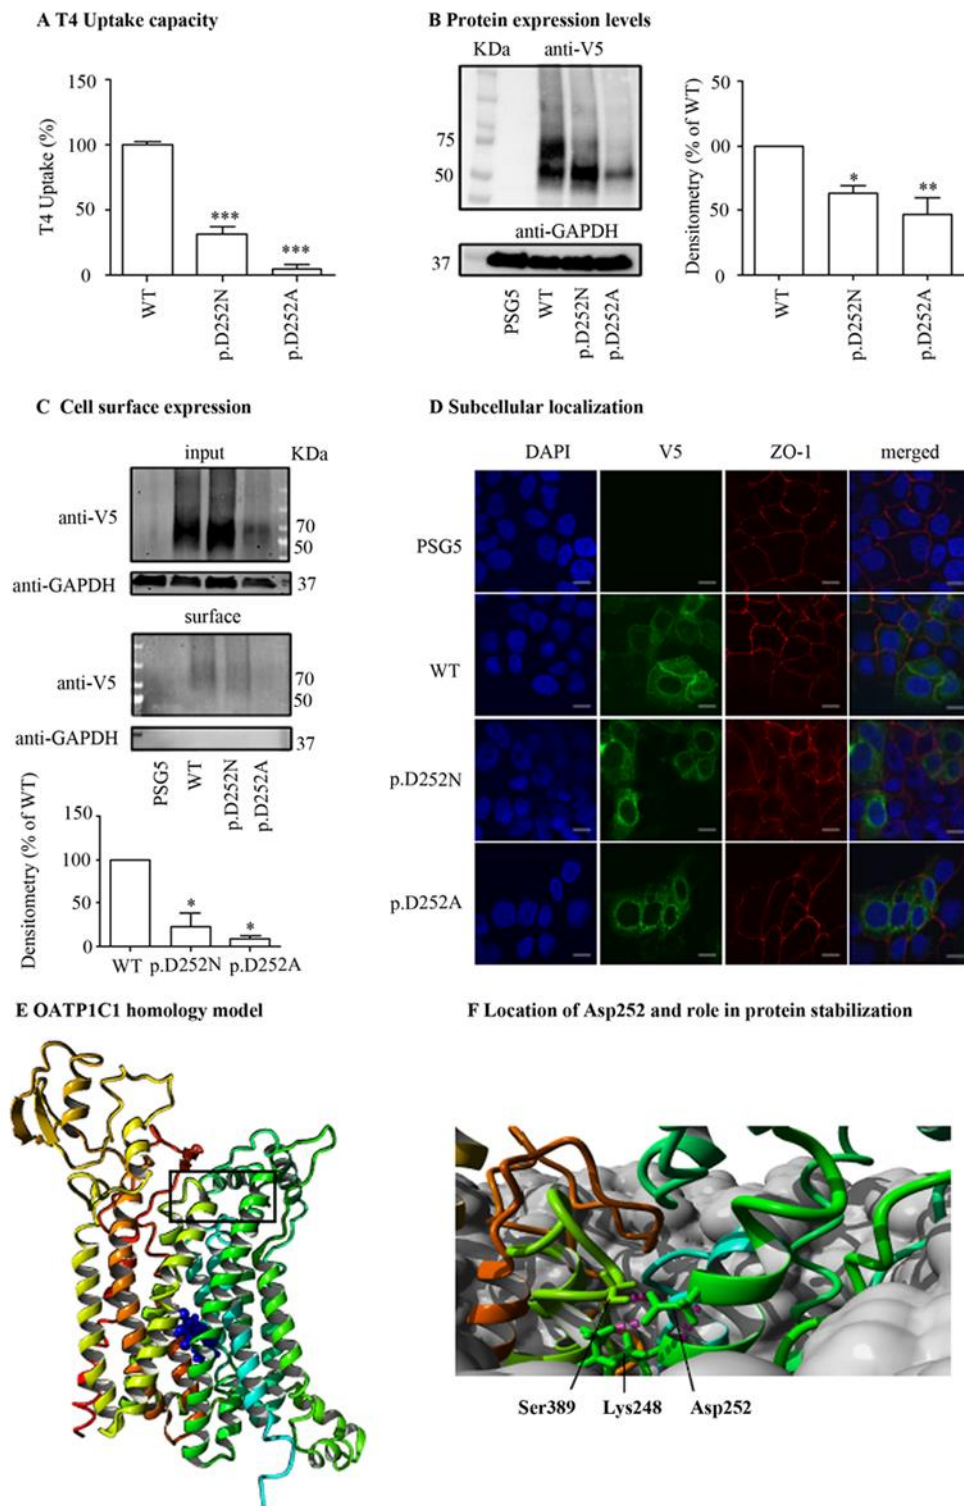 A T4 Uptake capacity
T4 Uptake (%)
150
100
50
0
***
***
WT
p.D252N
p.D252A
B Protein expression levels
KDa
anti-V5
75
50
anti-GAPDH
37
PSG5
WT
p.D252N
p.D252A
Densitometry (% of WT)
50
00
50
0
*
**
WT
p.D252N
p.D252A
C Cell surface expression
input
KDa
anti-V5
70
50
anti-GAPDH
37
surface
anti-V5
70
50
anti-GAPDH
37
PSG5
WT
p.D252N
p.D252A
Densitometry (% of WT)
150
100
50
0
*
*
WT
p.D252N
p.D252A
D Subcellular localization
DAPI
V5
ZO-1
merged
PSG5
WT
p.D252N
p.D252A
E OATP1C1 homology model
F Location of Asp252 and role in protein stabilization
Ser389
Lys248
Asp252